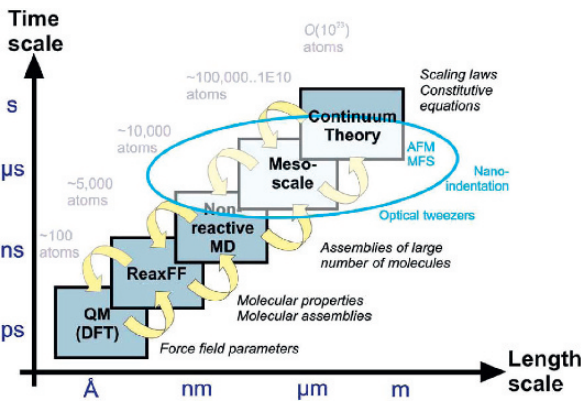 Time
scale
O(10²³)
atoms
~100,000..1E10
atoms
Scaling laws
Constitutive
equations
s
Continuum
Theory
~10,000
atoms
AFM
MFS
Meso-
scale
Nano-
indentation
µs
~5,000
atoms
Optical tweezers
Non-
reactive
MD
~100
atoms
ns
Assemblies of large
number of molecules
ReaxFF
Molecular properties
Molecular assemblies
QM
(DFT)
ps
Force field parameters
Length
scale
Å
nm
µm
m